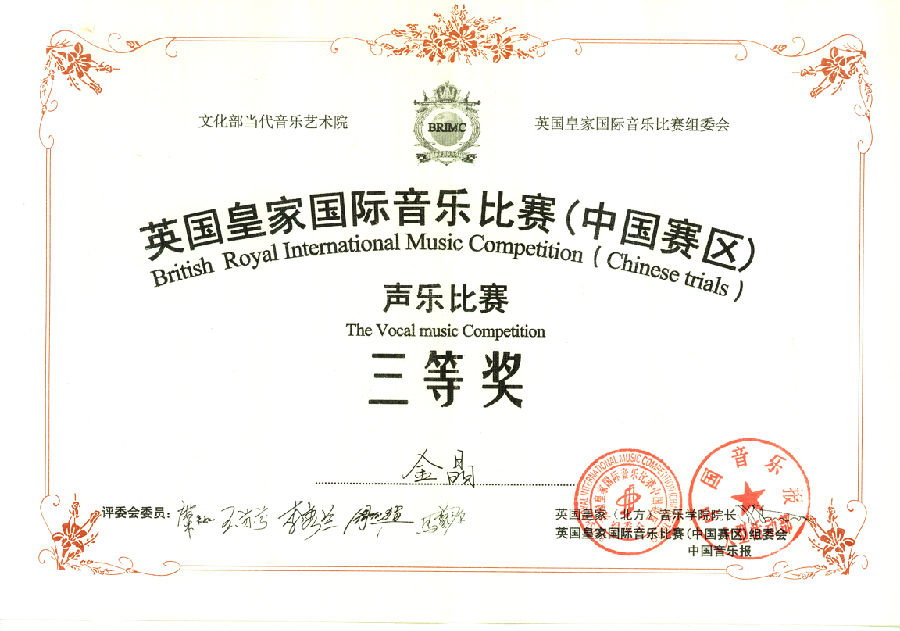 文化部当代音乐艺术院
BRIMC
英国皇家国际音乐比赛组委会
英国皇家国际音乐比赛(中国赛区)
British Royal International Music Competition ( Chinese trials )
声乐比赛
The Vocal music Competition
三等奖
金晶
评委会委员:
英国皇家(北方)音乐学院院长
英国皇家国际音乐比赛(中国赛区)组委会
中国音乐报
国音乐报